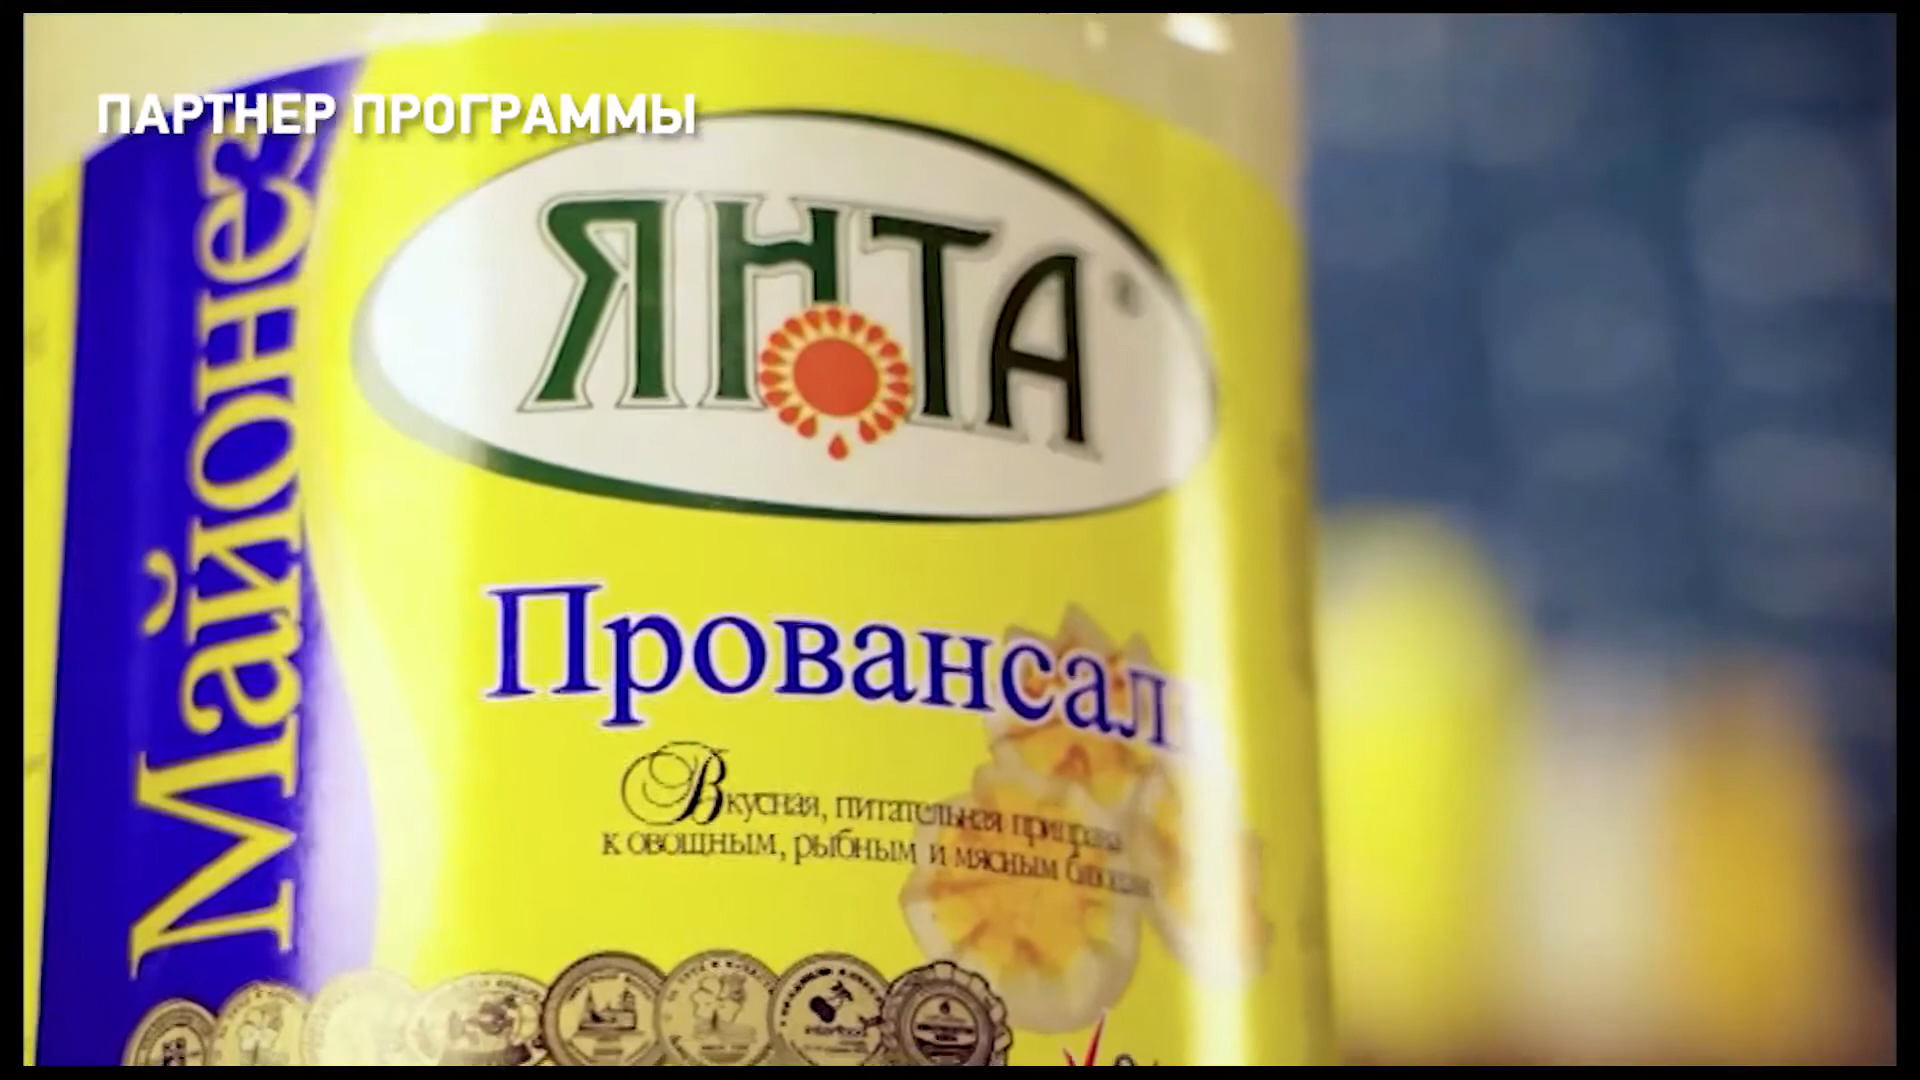 ПАРТНЕР ПРОГРАММЫ
Майонез
ЯНТА
Провансаль
Вкусная, питательная приправа
к овощным, рыбным и мясным блюдам